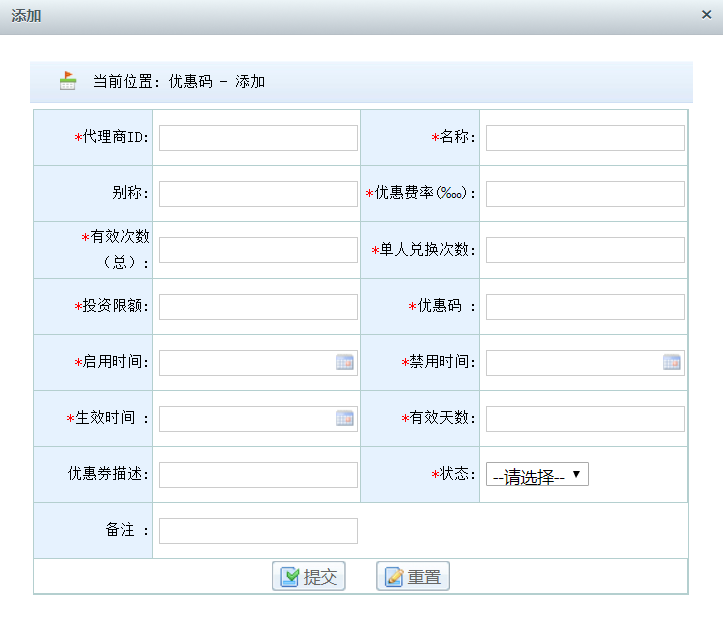 添加
×
当前位置: 优惠码 - 添加
*代理商ID:
*名称:
别称:
*优惠费率(‱):
*有效次数
（总）:
*单人兑换次数:
*投资限额:
*优惠码 :
*启用时间:
*禁用时间:
*生效时间 :
*有效天数:
优惠券描述:
*状态:
--请选择--
备注 :
提交
重置